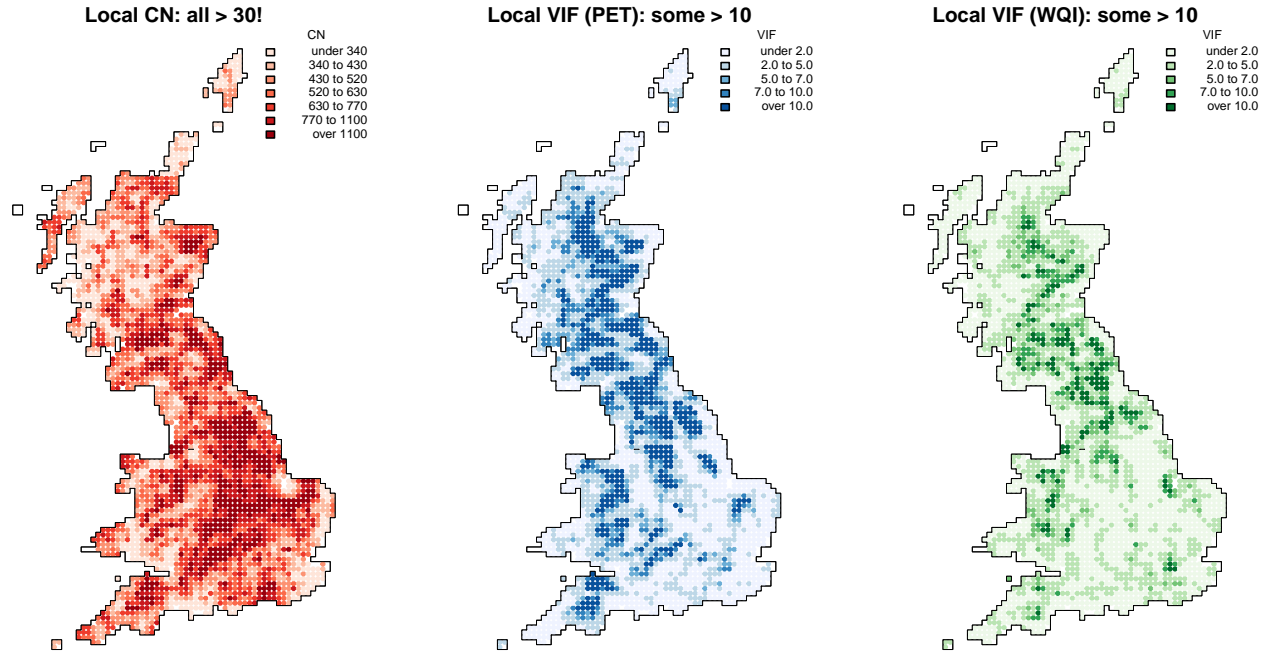 Local CN: all > 30!
CN
under 340
340 to 430
430 to 520
520 to 630
630 to 770
770 to 1100
over 1100
Local VIF (PET): some > 10
VIF
under 2.0
2.0 to 5.0
5.0 to 7.0
7.0 to 10.0
over 10.0
Local VIF (WQI): some > 10
VIF
under 2.0
2.0 to 5.0
5.0 to 7.0
7.0 to 10.0
over 10.0